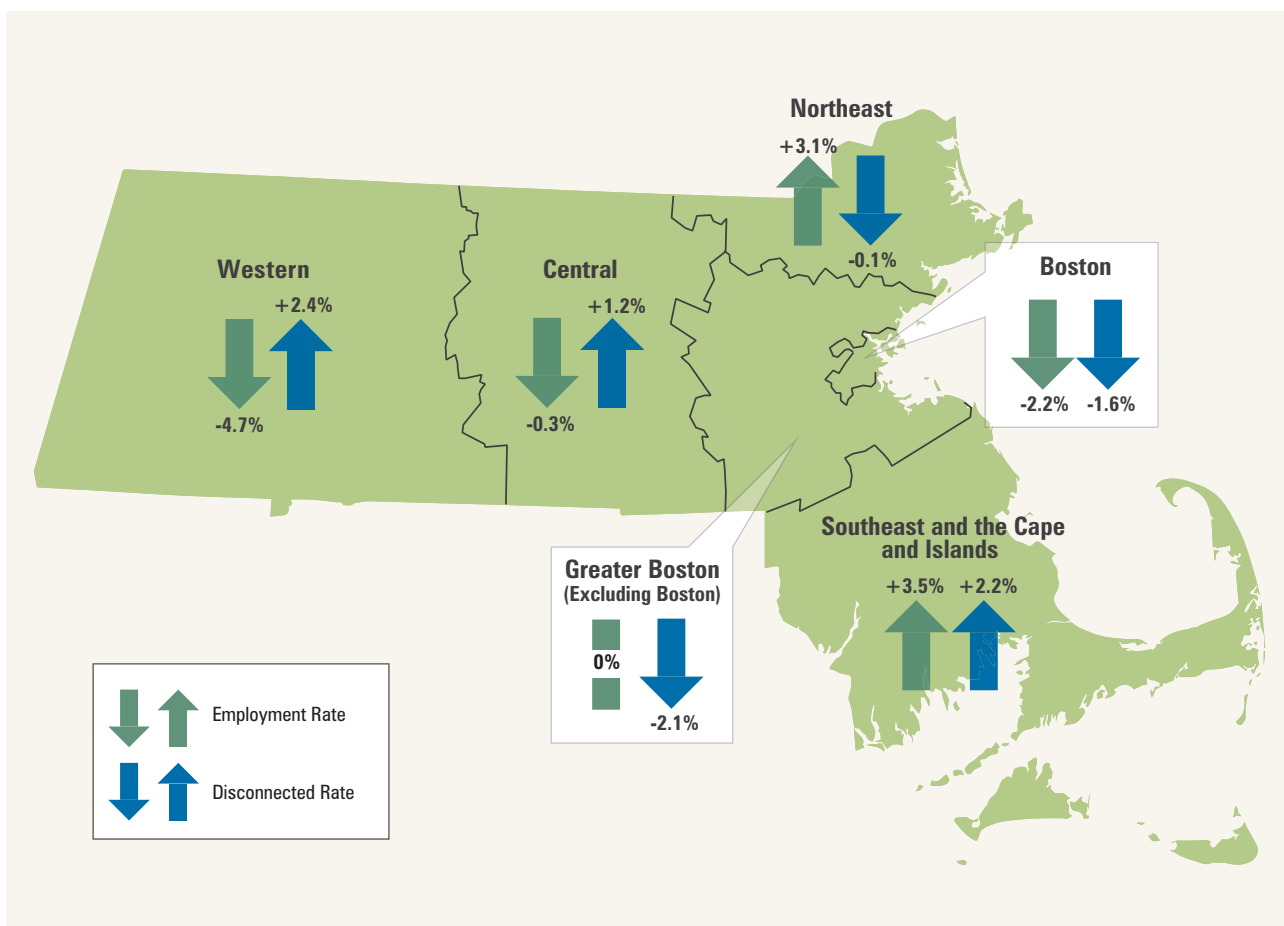 Northeast
+3.1%
-0.1%
Western
+2.4%
-4.7%
Central
+1.2%
-0.3%
Boston
-2.2% -1.6%
Southeast and the Cape
and Islands
+3.5% +2.2%
Greater Boston
(Excluding Boston)
0%
-2.1%
Employment Rate
Disconnected Rate